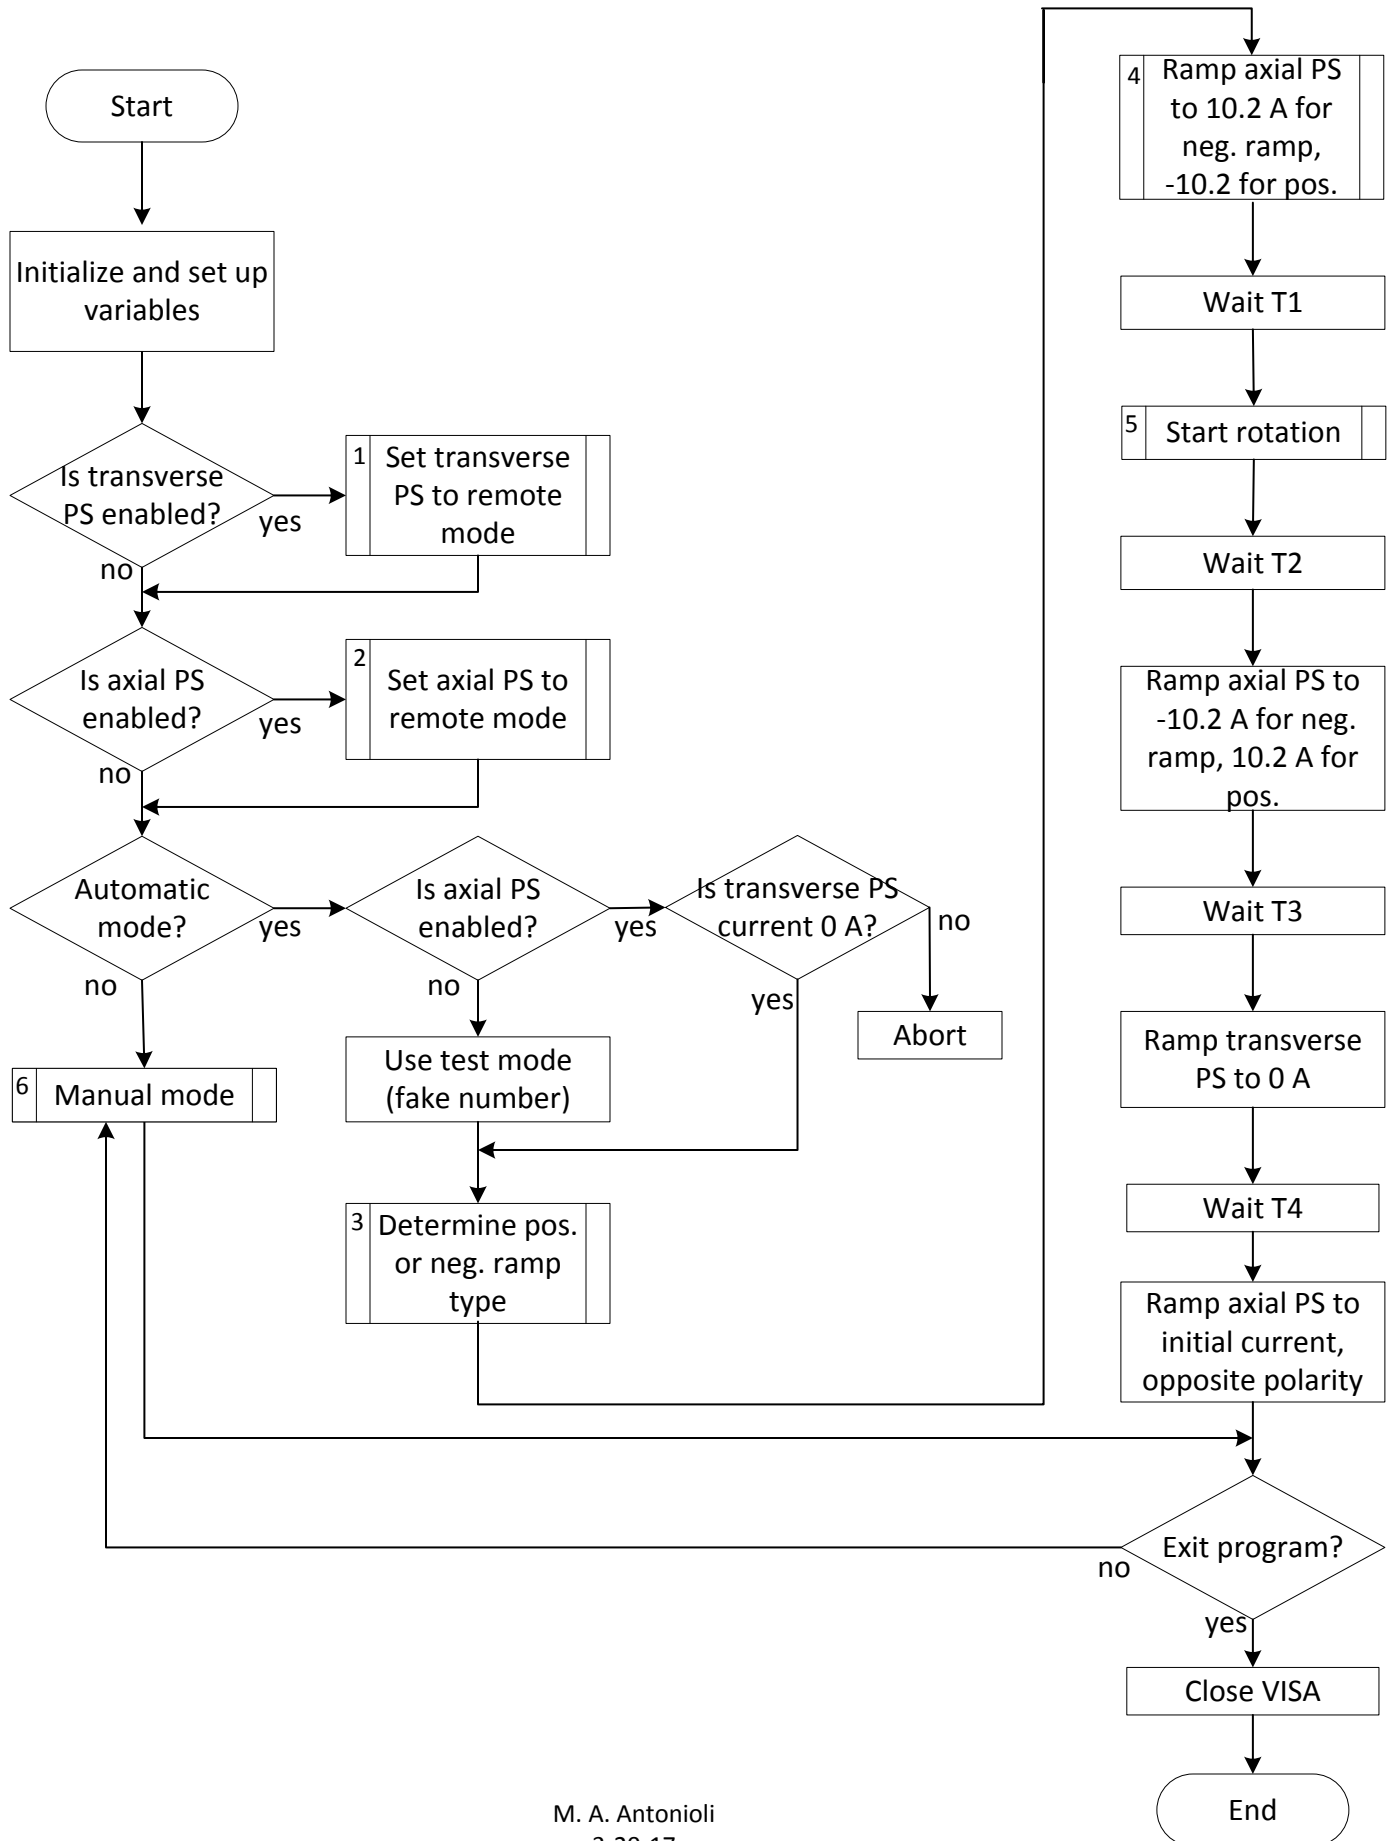 Start
Initialize and set up
variables
Is transverse
PS enabled?
yes
no
1
Set transverse
PS to remote
mode
Is axial PS
enabled?
yes
no
2
Set axial PS to
remote mode
Automatic
mode?
yes
no
Is axial PS
enabled?
yes
no
Is transverse PS
current 0 A?
no
yes
Abort
Use test mode
(fake number)
6
Manual mode
3
Determine pos.
or neg. ramp
type
4
Ramp axial PS
to 10.2 A for
neg. ramp,
-10.2 for pos.
Wait T1
5
Start rotation
Wait T2
Ramp axial PS to
-10.2 A for neg.
ramp, 10.2 A for
pos.
Wait T3
Ramp transverse
PS to 0 A
Wait T4
Ramp axial PS to
initial current,
opposite polarity
Exit program?
no
yes
Close VISA
End
M. A. Antonioli